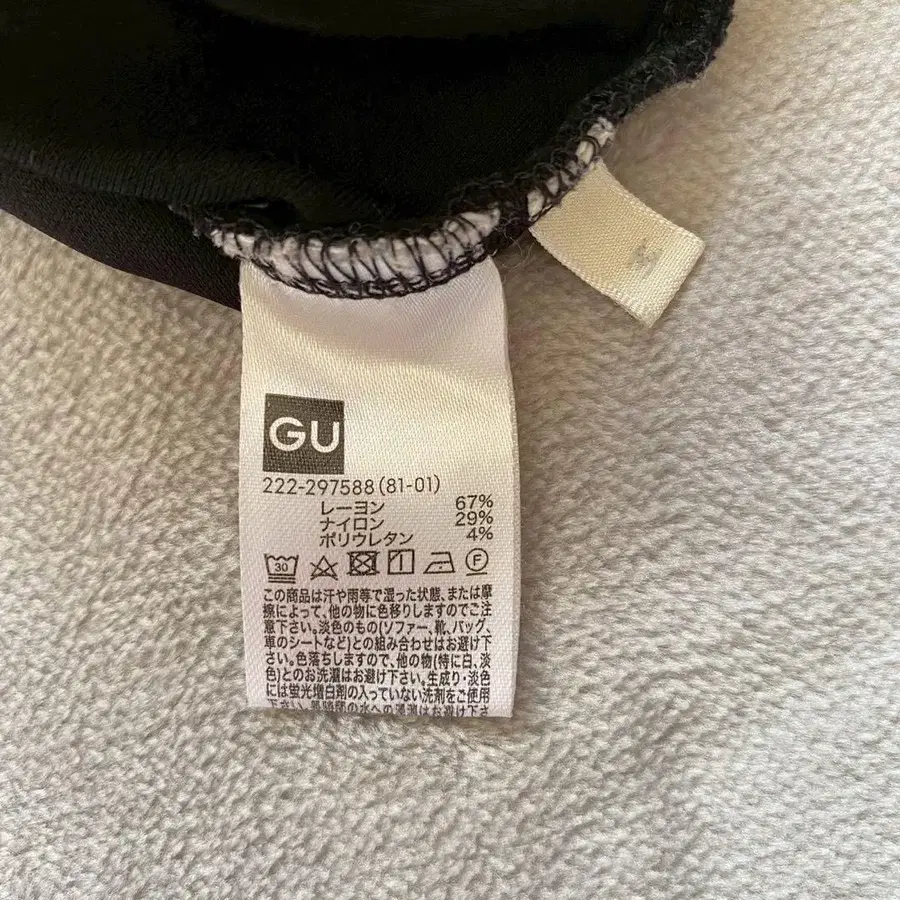 GU
222-297588(81-01)
レーヨン 67%
ナイロン 29%
ポリウレタン 4%
30 F
この商品は汗や雨等で湿った状態、または摩
擦によって、他の物に色移りしますのでご注
意下さい。淡色のもの(ソファー、靴、バッグ、
車のシートなど)との組み合わせはお避け下
さい。色落ちしますので、他の物(特に白、淡
色)とのお洗濯はお避け下さい。生成り・淡色
には蛍光増白剤の入っていない洗剤をご使用